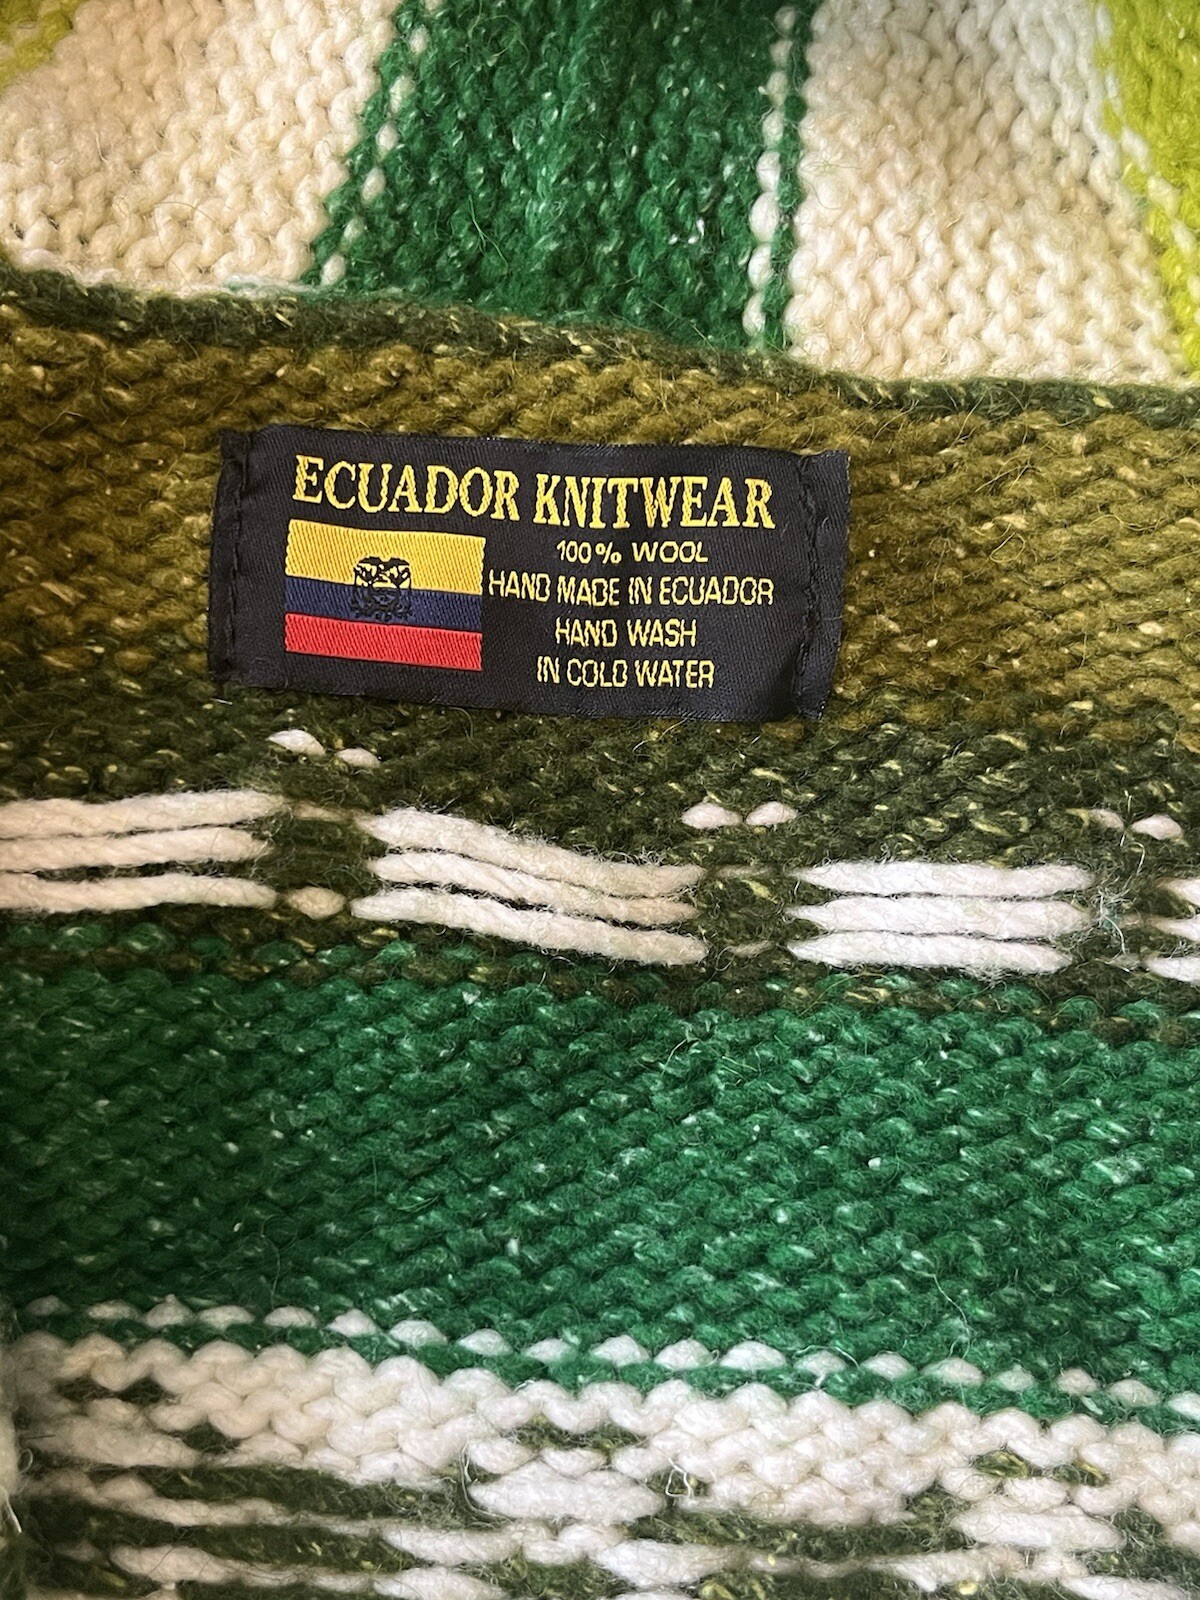 ECUADOR KNITWEAR
100% WOOL
HAND MADE IN ECUADOR
HAND WASH
IN COLD WATER